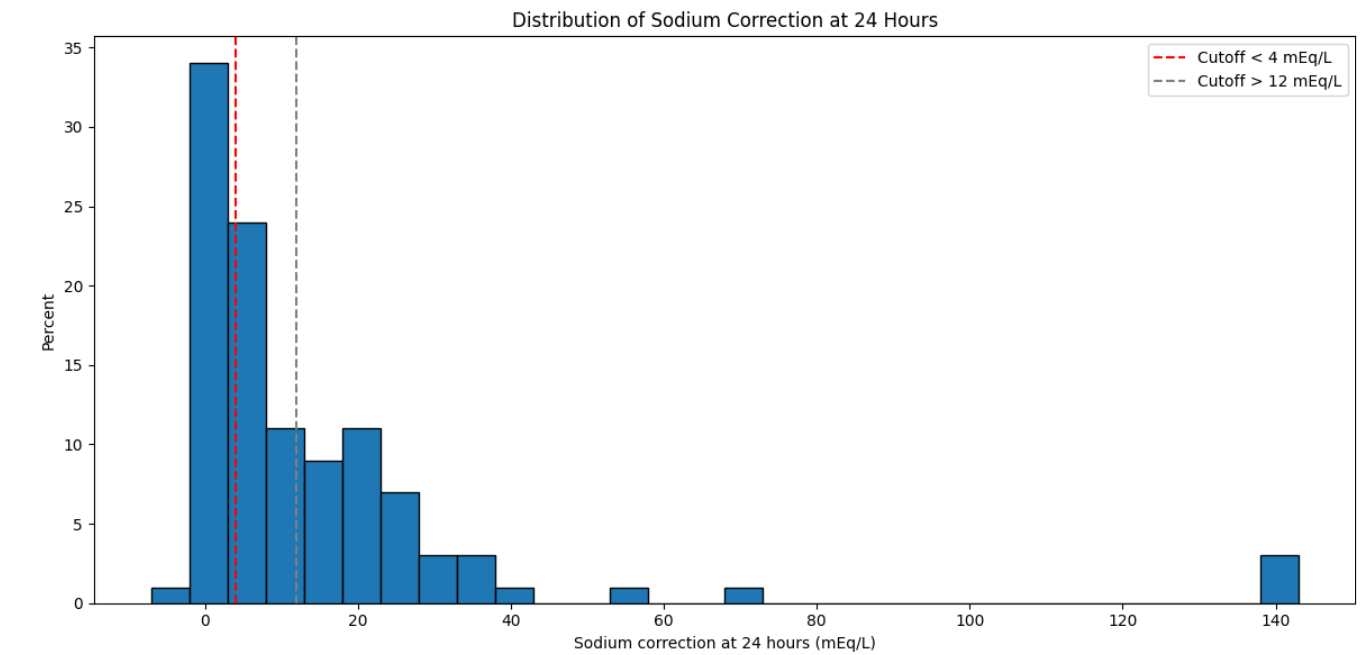 Distribution of Sodium Correction at 24 Hours
Cutoff < 4 mEq/L
Cutoff > 12 mEq/L
Percent
35
30
25
20
15
10
5
0
0 20 40 60 80 100 120 140
Sodium correction at 24 hours (mEq/L)